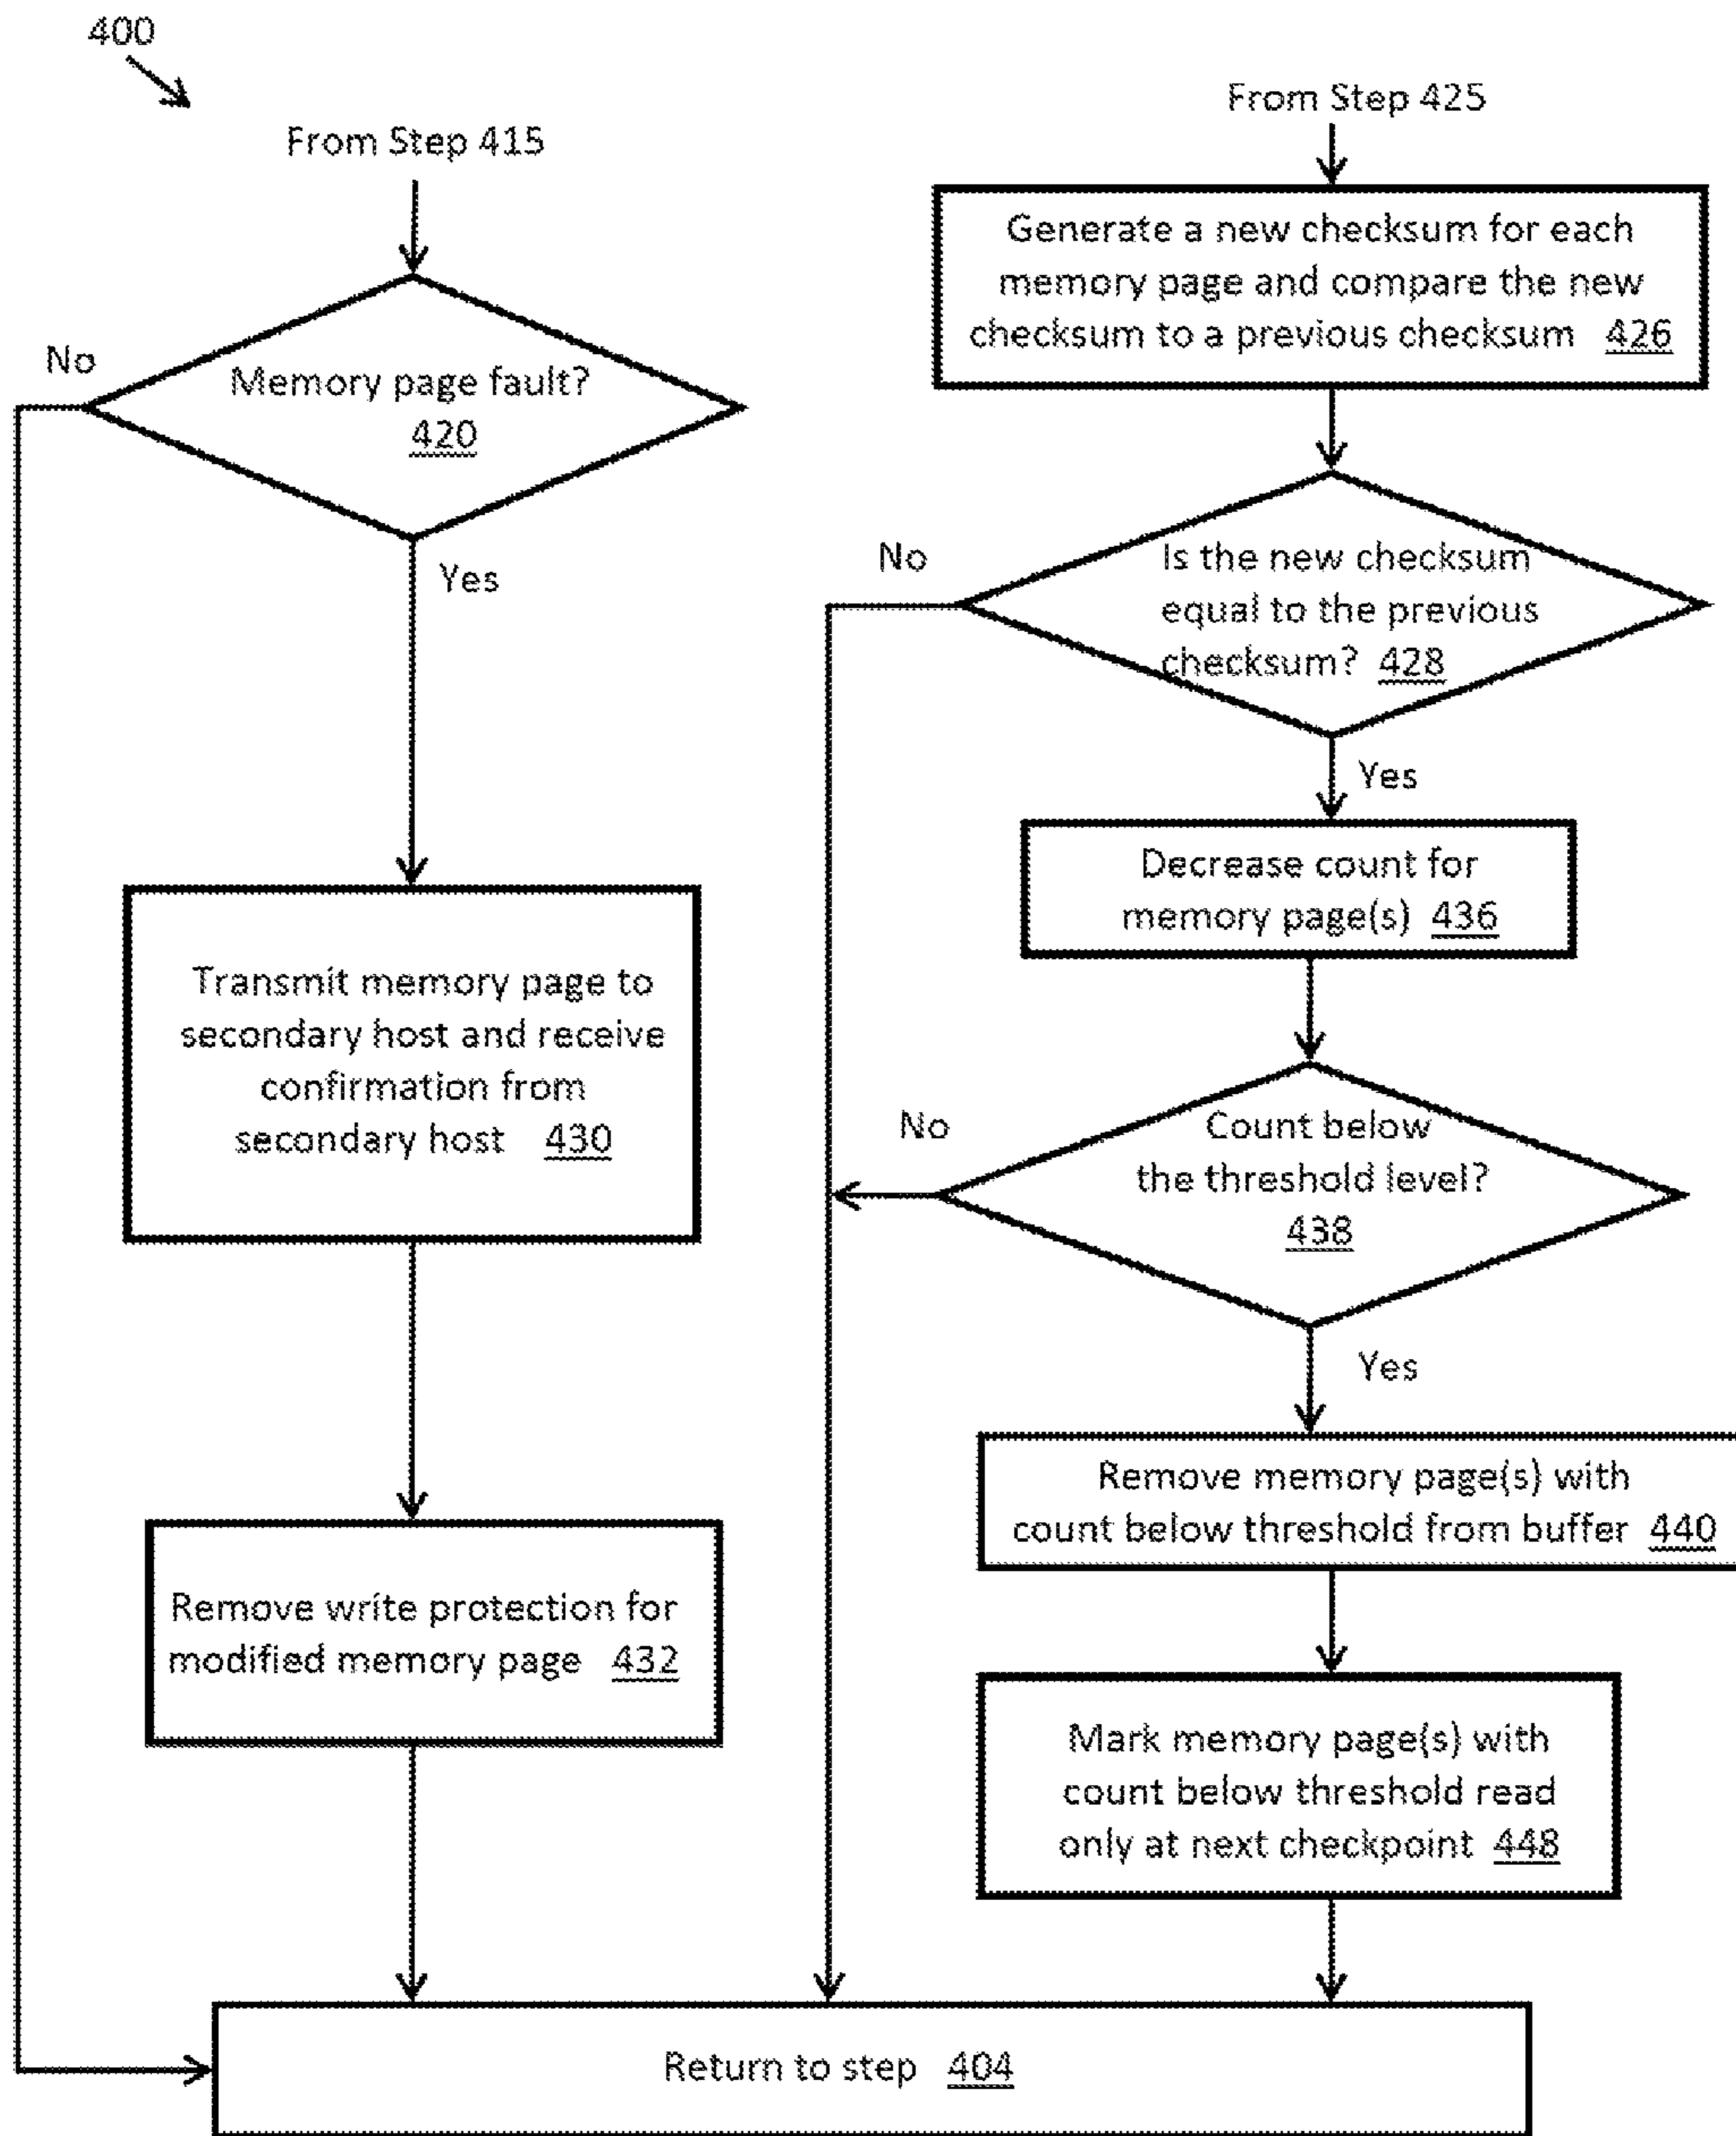 400
From Step 415
Memory page fault?
420
No
Yes
Transmit memory page to
secondary host and receive
confirmation from
secondary host 430
Remove write protection for
modified memory page 432
From Step 425
Generate a new checksum for each
memory page and compare the new
checksum to a previous checksum 426
Is the new checksum
equal to the previous
checksum? 428
No
Yes
Decrease count for
memory page(s) 436
Count below
the threshold level?
438
No
Yes
Remove memory page(s) with
count below threshold from buffer 440
Mark memory page(s) with
count below threshold read
only at next checkpoint 448
Return to step 404